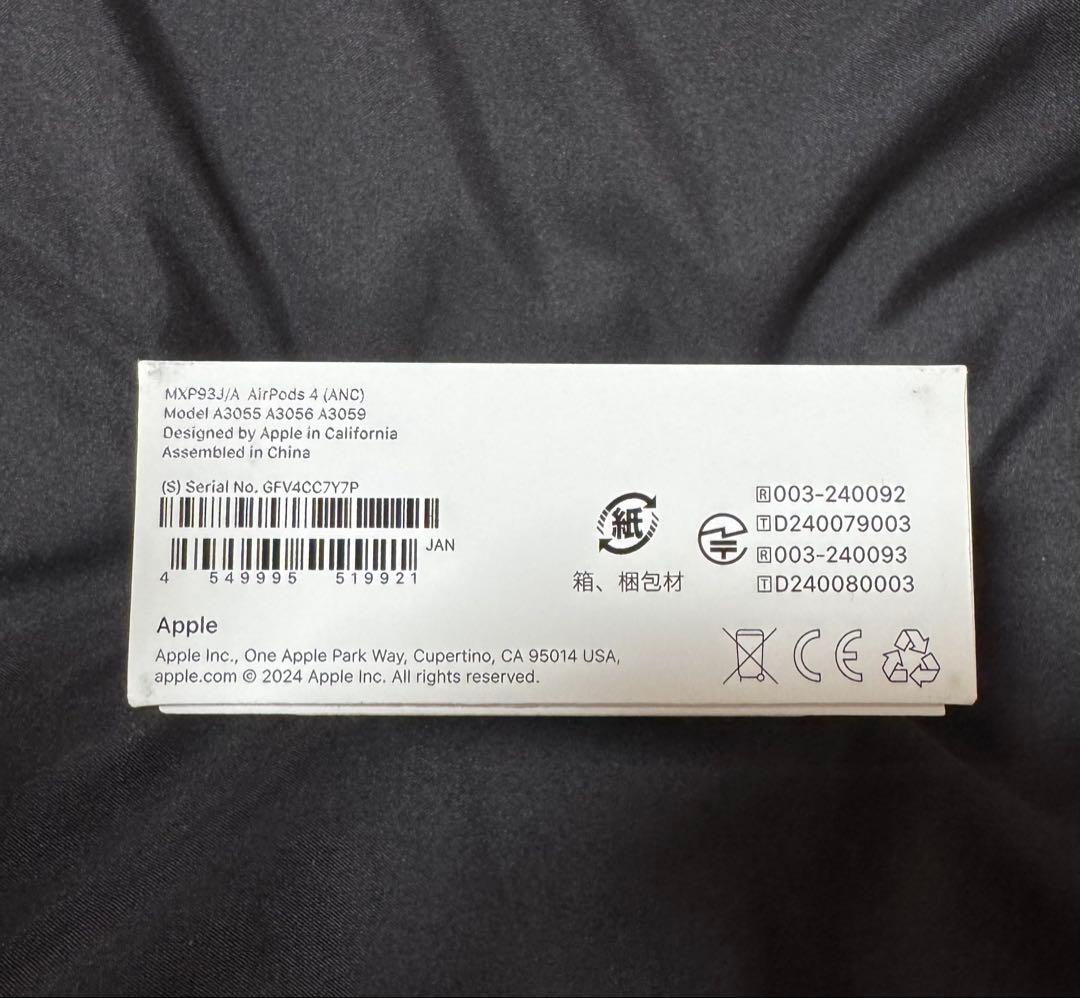 MXP93J/A AirPods 4 (ANC)
Model A3055 A3056 A3059
Designed by Apple in California
Assembled in China
(S) Serial No. GFV4CC7Y7P
JAN
4 549995 519921
紙
箱、梱包材
R003-240092
TD240079003
R003-240093
TD240080003
Apple
Apple Inc., One Apple Park Way, Cupertino, CA 95014 USA,
apple.com © 2024 Apple Inc. All rights reserved.
CE